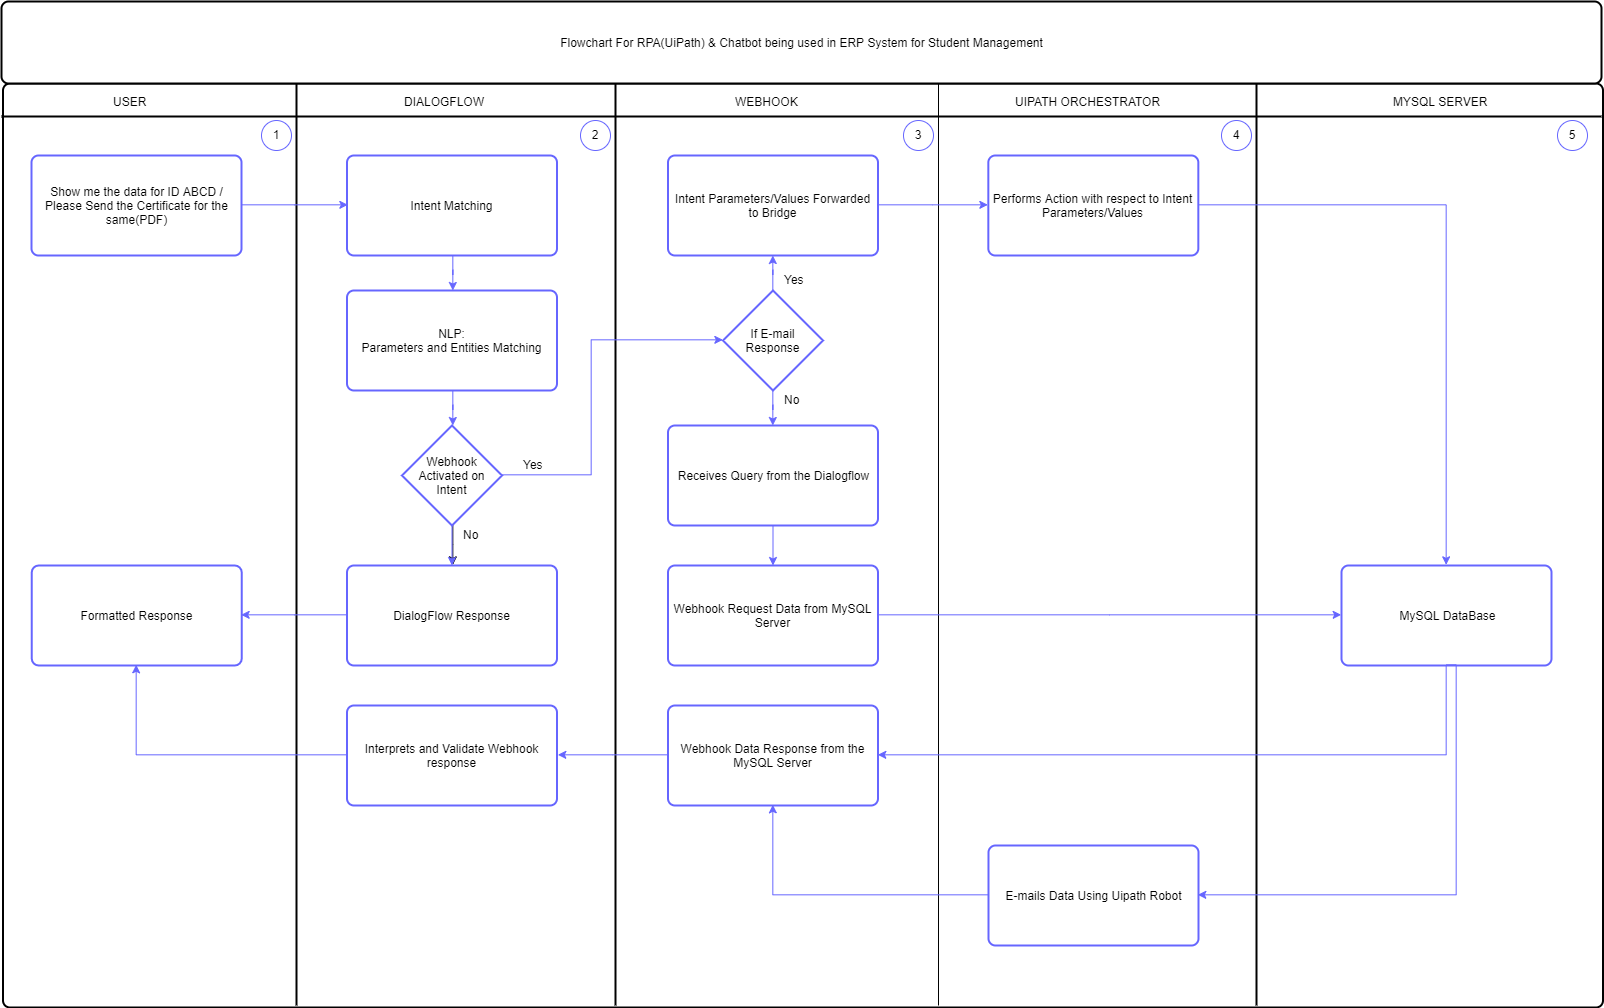 Flowchart For RPA(UiPath) & Chatbot being used in ERP System for Student Management
USER
DIALOGFLOW
WEBHOOK
UIPATH ORCHESTRATOR
MYSQL SERVER
1
2
3
4
5
Show me the data for ID ABCD /
Please Send the Certificate for the
same(PDF)
Intent Matching
Intent Parameters/Values Forwarded
to Bridge
Performs Action with respect to Intent
Parameters/Values
Yes
NLP:
Parameters and Entities Matching
If E-mail
Response
No
Webhook
Activated on
Intent
Yes
Receives Query from the Dialogflow
No
Formatted Response
DialogFlow Response
Webhook Request Data from MySQL
Server
MySQL DataBase
Interprets and Validate Webhook
response
Webhook Data Response from the
MySQL Server
E-mails Data Using Uipath Robot